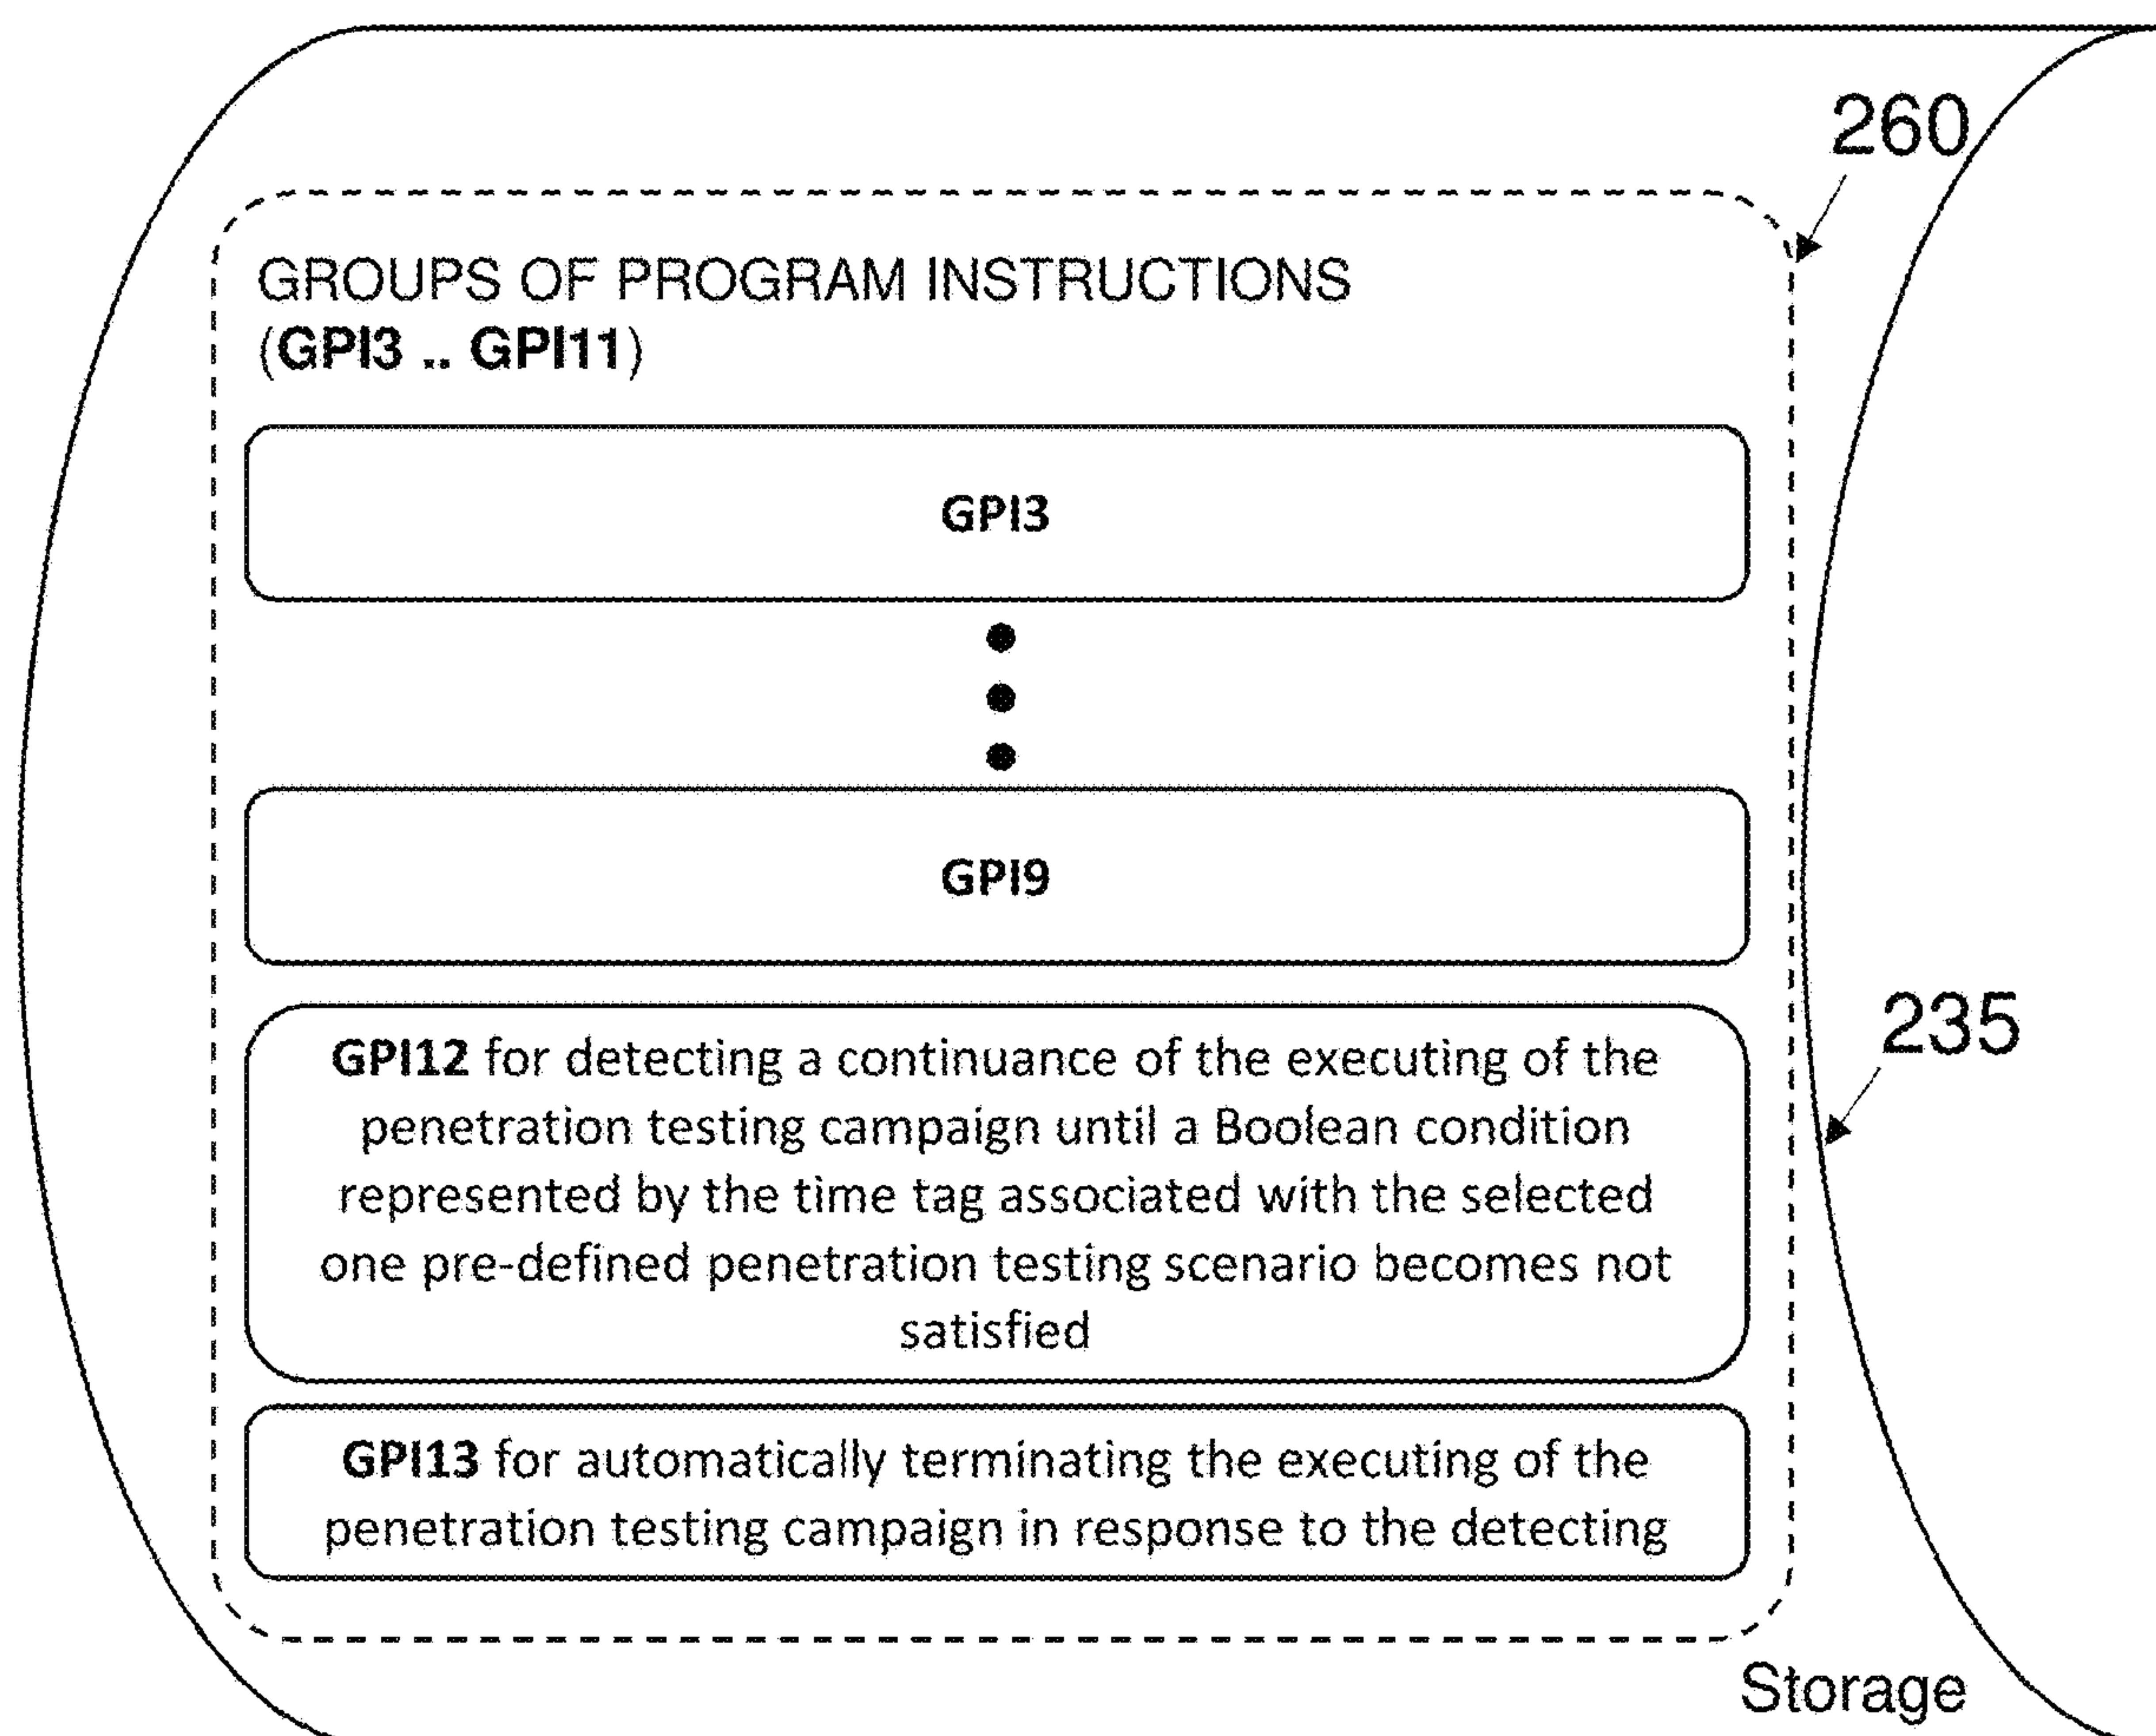 260
GROUPS OF PROGRAM INSTRUCTIONS
(GPI3 .. GPI11)
GPI3
GPI9
235
GPI12 for detecting a continuance of the executing of the
penetration testing campaign until a Boolean condition
represented by the time tag associated with the selected
one pre-defined penetration testing scenario becomes not
satisfied
GPI13 for automatically terminating the executing of the
penetration testing campaign in response to the detecting
Storage